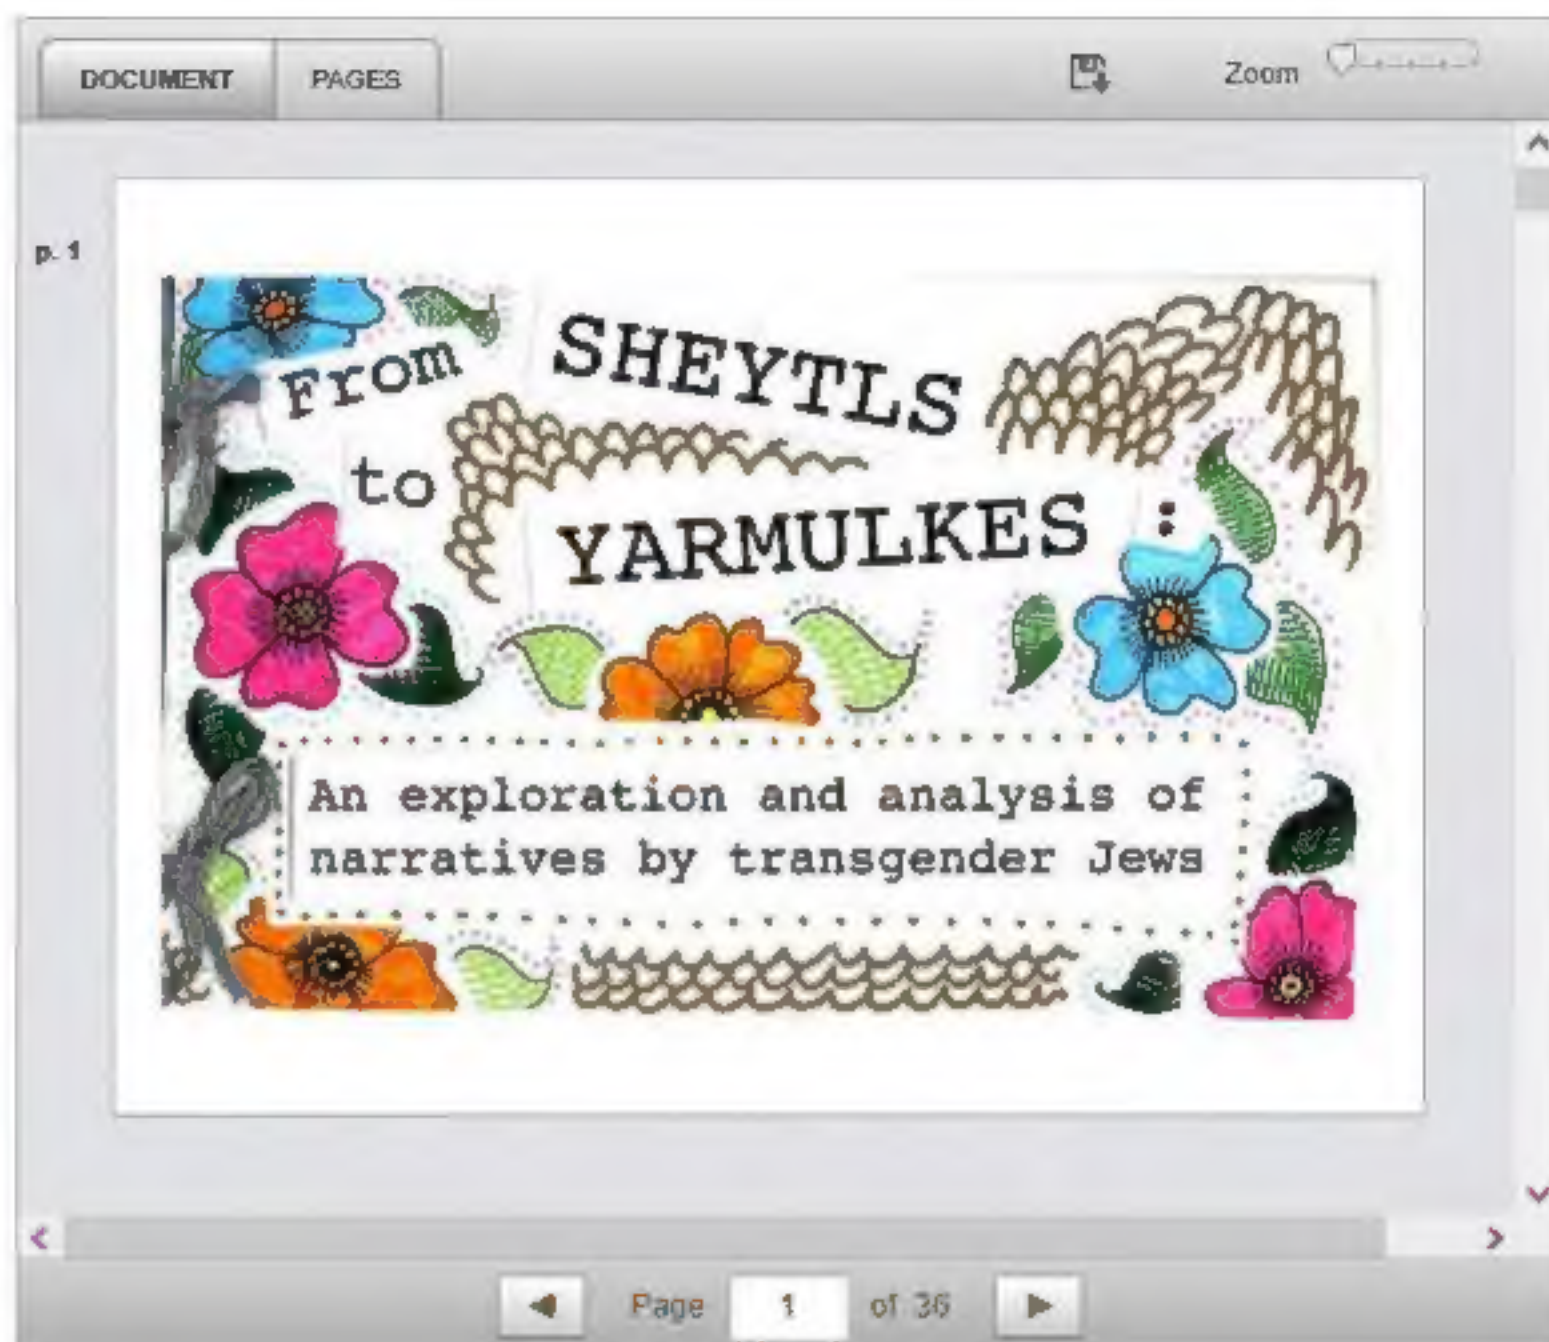 DOCUMENT PAGES Zoom
p. 1
From SHEYTLS
to YARMULKES :
An exploration and analysis of
narratives by transgender Jews
Page 1 of 36